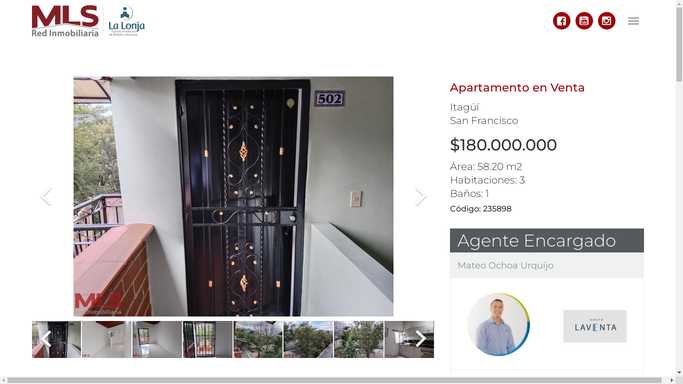 MLS
Red Inmobiliaria
La Lonja
Apartamento en Venta
Itagüí
San Francisco
$180.000.000
Área: 58.20 m2
Habitaciones: 3
Baños: 1
Código: 235898
502
MLS
Agente Encargado
Mateo Ochoa Urquijo
LAVENTA